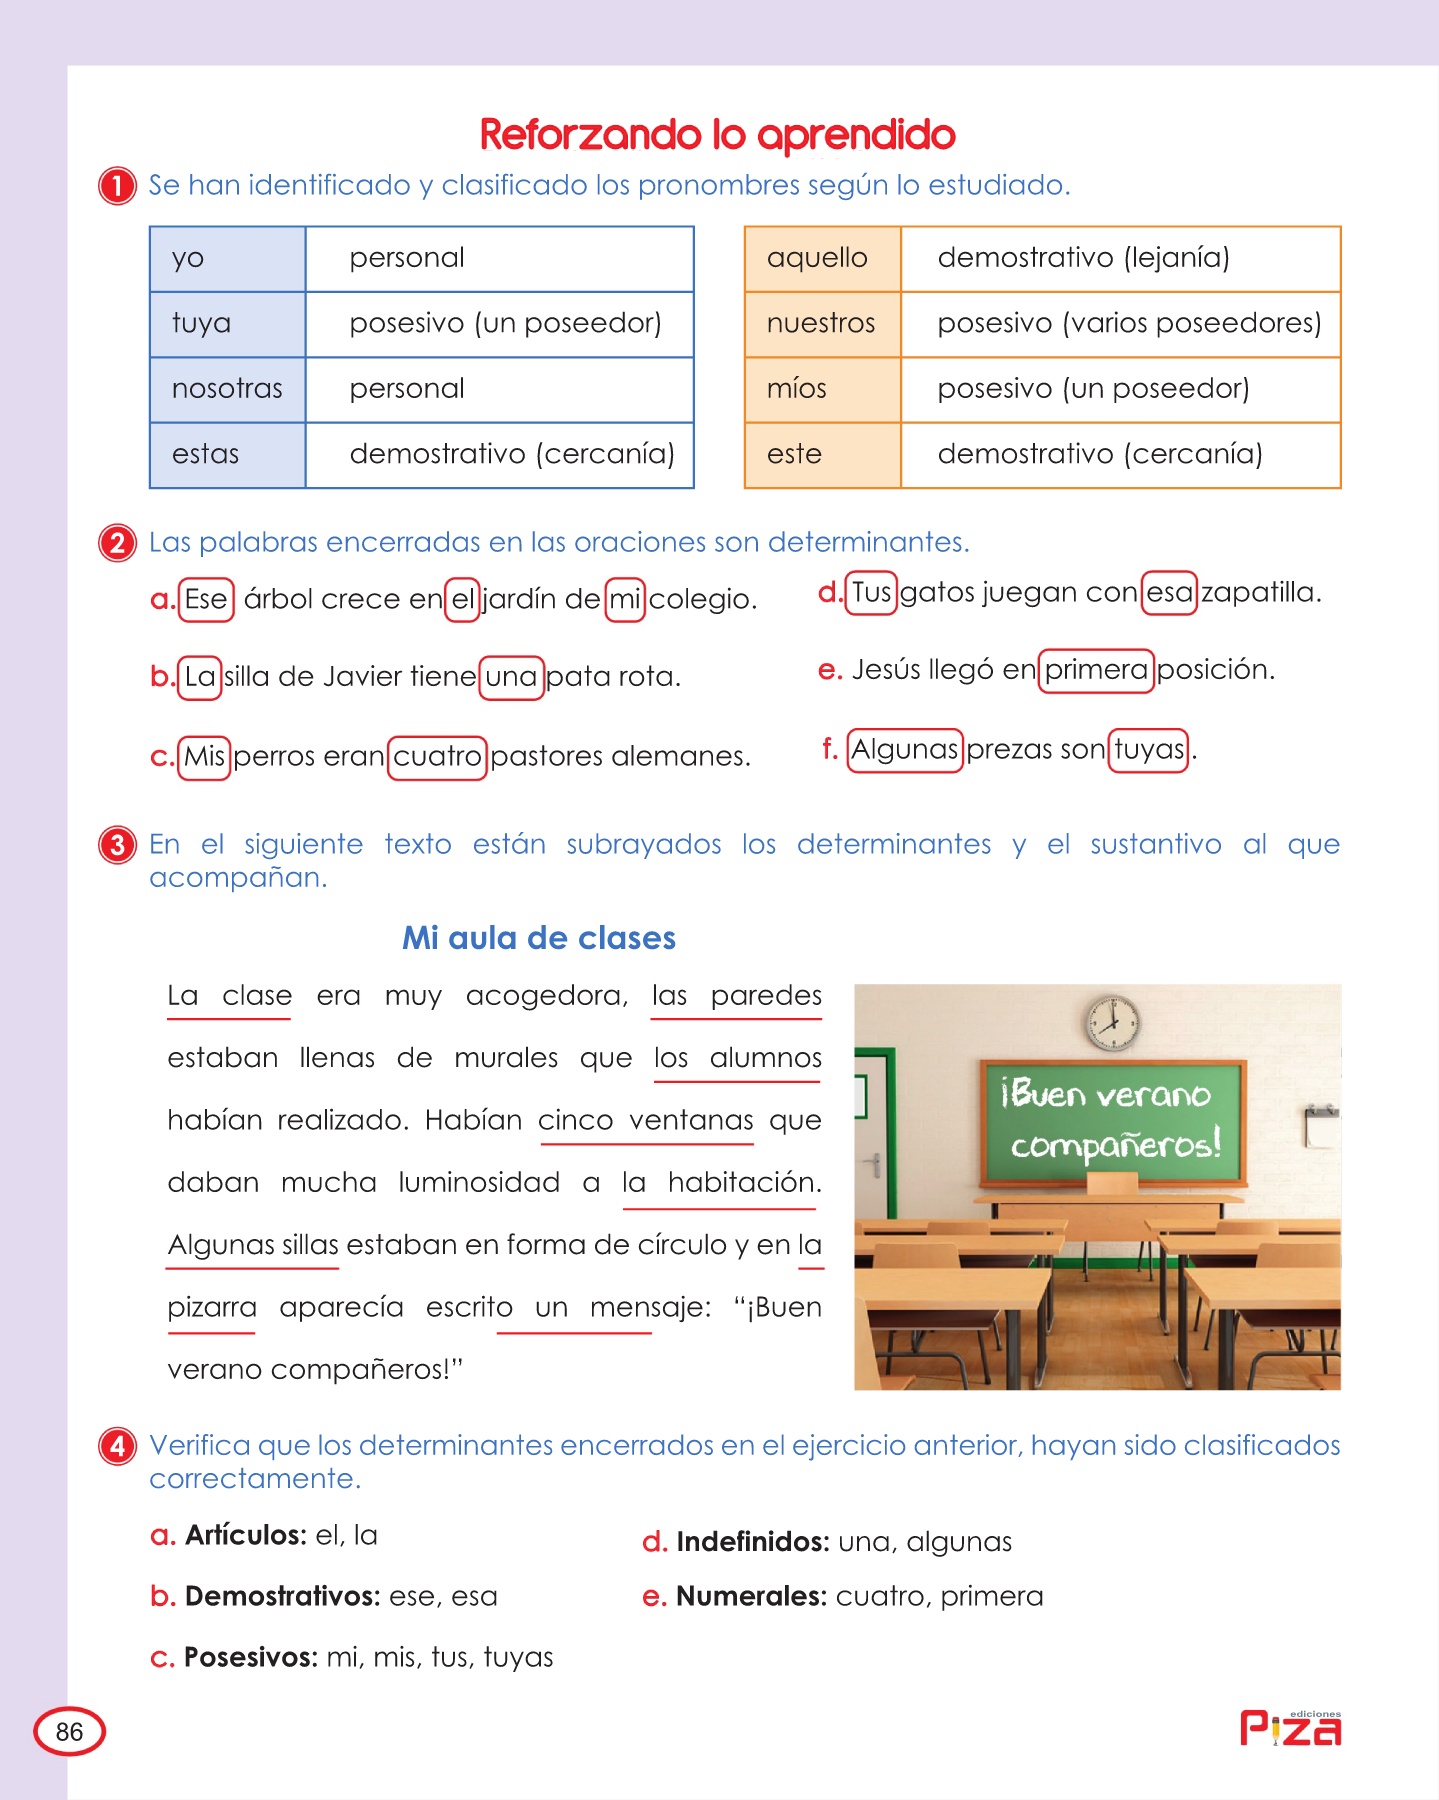 Reforzando lo aprendido
1 Se han identificado y clasificado los pronombres según lo estudiado.
yo personal
tuya posesivo (un poseedor)
nosotras personal
estas demostrativo (cercanía)
aquello demostrativo (lejanía)
nuestros posesivo (varios poseedores)
míos posesivo (un poseedor)
este demostrativo (cercanía)
2 Las palabras encerradas en las oraciones son determinantes.
a. Ese árbol crece en el jardín de mi colegio.
b. La silla de Javier tiene una pata rota.
c. Mis perros eran cuatro pastores alemanes.
d. Tus gatos juegan con esa zapatilla.
e. Jesús llegó en primera posición.
f. Algunas prezas son tuyas.
3 En el siguiente texto están subrayados los determinantes y el sustantivo al que
acompañan.
Mi aula de clases
La clase era muy acogedora, las paredes
estaban llenas de murales que los alumnos
habían realizado. Habían cinco ventanas que
daban mucha luminosidad a la habitación.
Algunas sillas estaban en forma de círculo y en la
pizarra aparecía escrito un mensaje: “¡Buen
verano compañeros!”
¡Buen verano
compañeros!
4 Verifica que los determinantes encerrados en el ejercicio anterior, hayan sido clasificados
correctamente.
a. Artículos: el, la
b. Demostrativos: ese, esa
c. Posesivos: mi, mis, tus, tuyas
d. Indefinidos: una, algunas
e. Numerales: cuatro, primera
86
ediciones
Piza